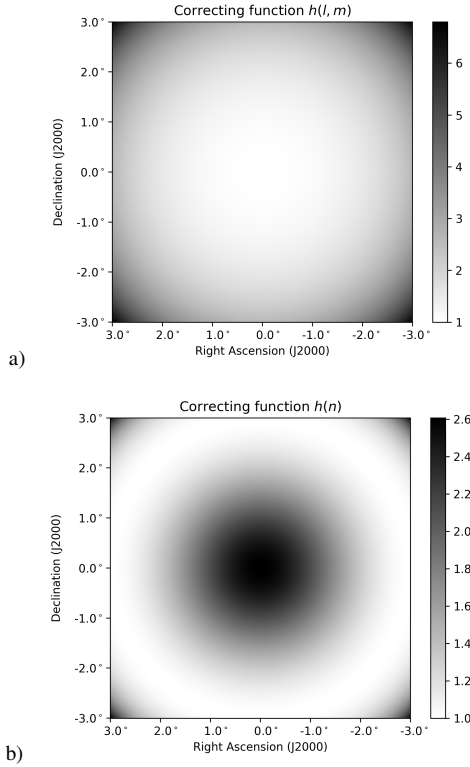 Correcting function h(l, m)
3.0°
2.0°
1.0°
0.0°
-1.0°
-2.0°
-3.0°
Declination (J2000)
3.0° 2.0° 1.0° 0.0° -1.0° -2.0° -3.0°
Right Ascension (J2000)
6
5
4
3
2
1
a)
Correcting function h(n)
3.0°
2.0°
1.0°
0.0°
-1.0°
-2.0°
-3.0°
Declination (J2000)
3.0° 2.0° 1.0° 0.0° -1.0° -2.0° -3.0°
Right Ascension (J2000)
2.6
2.4
2.2
2.0
1.8
1.6
1.4
1.2
1.0
b)